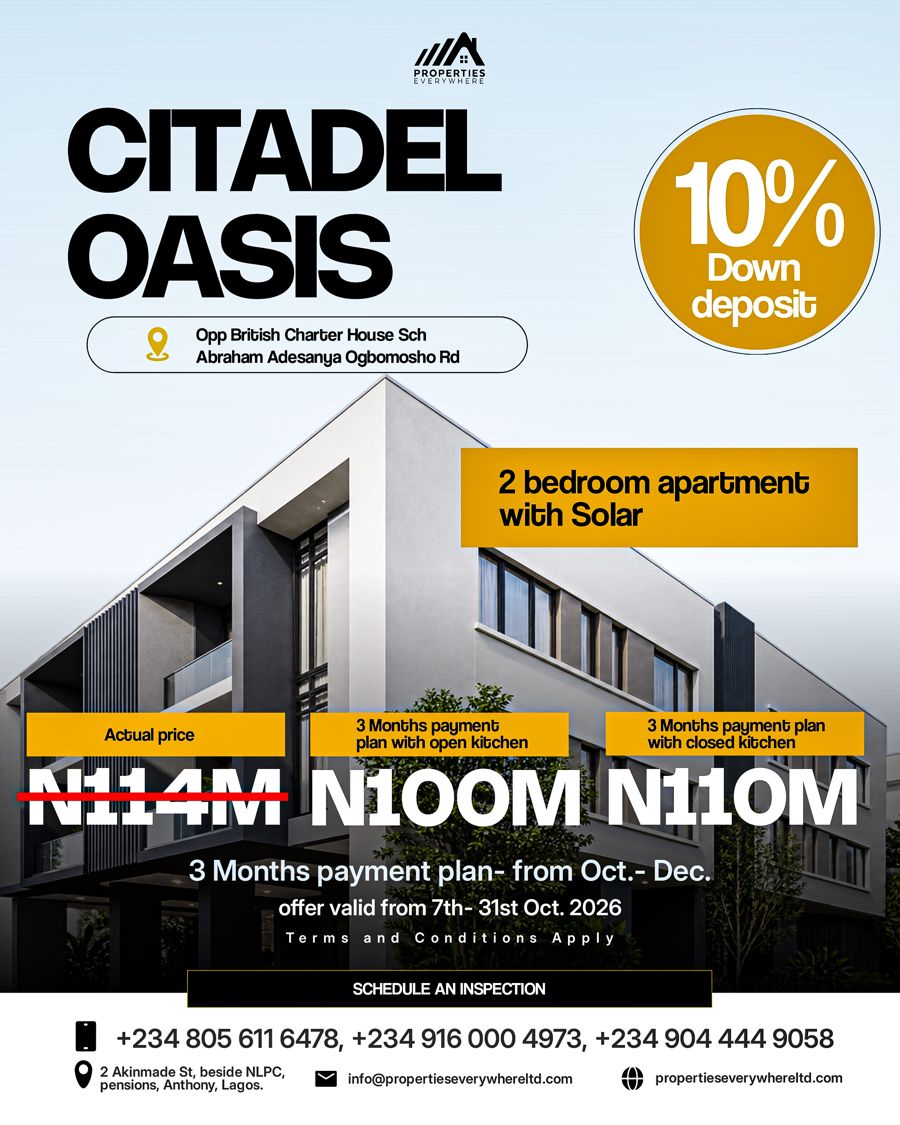 PROPERTIES
EVERYWHERE
CITADEL
OASIS
10%
Down
deposit
Opp British Charter House Sch
Abraham Adesanya Ogbomosho Rd
2 bedroom apartment
with Solar
Actual price
N114M
3 Months payment
plan with open kitchen
N100M
3 Months payment plan
with closed kitchen
N110M
3 Months payment plan- from Oct.- Dec.
offer valid from 7th- 31st Oct. 2026
Terms and Conditions Apply
SCHEDULE AN INSPECTION
+234 805 611 6478, +234 916 000 4973, +234 904 444 9058
2 Akinmade St, beside NLPC,
pensions, Anthony, Lagos.
info@propertieseverywhereltd.com
propertieseverywhereltd.com